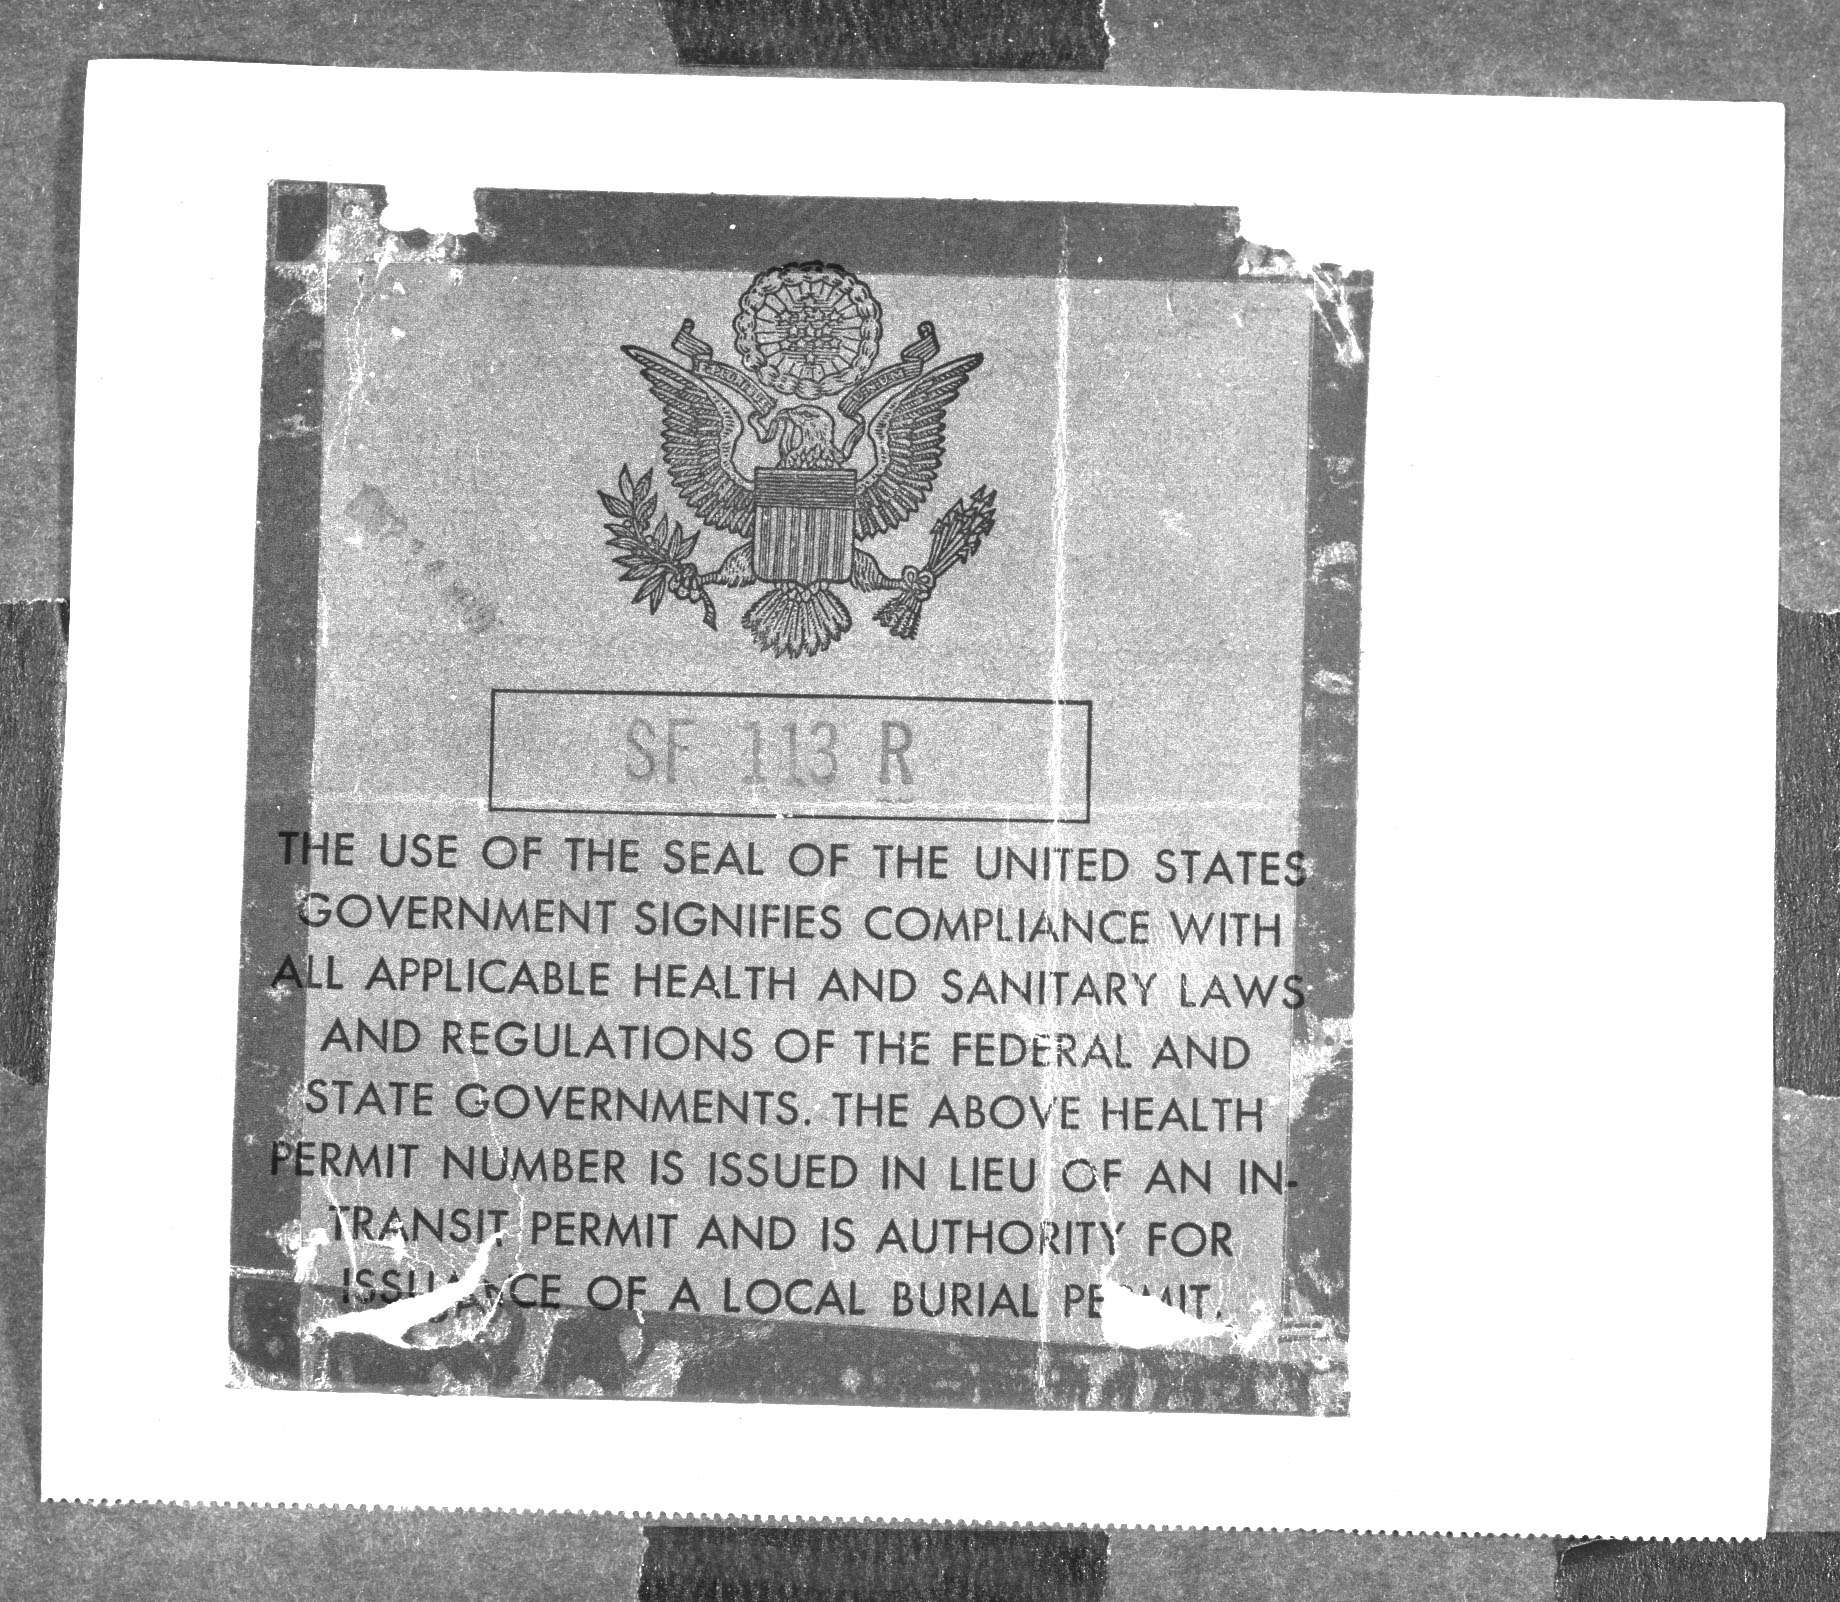 SF 113 R
THE USE OF THE SEAL OF THE UNITED STATES
GOVERNMENT SIGNIFIES COMPLIANCE WITH
ALL APPLICABLE HEALTH AND SANITARY LAWS
AND REGULATIONS OF THE FEDERAL AND
STATE GOVERNMENTS. THE ABOVE HEALTH
PERMIT NUMBER IS ISSUED IN LIEU OF AN IN-
TRANSIT PERMIT AND IS AUTHORITY FOR
ISSUANCE OF A LOCAL BURIAL PERMIT.